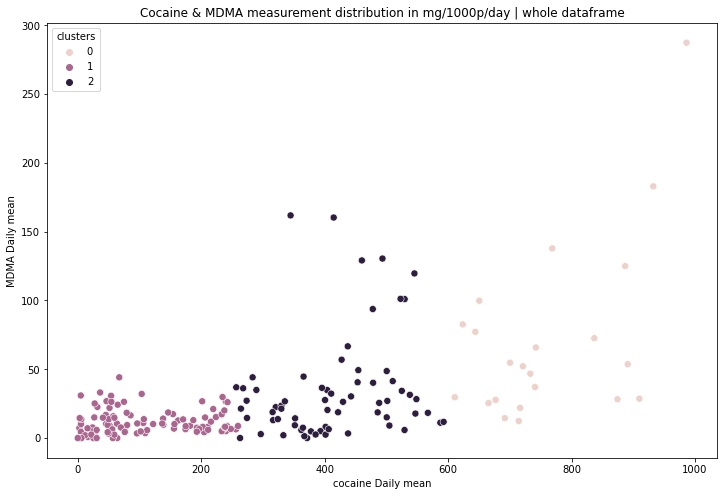 Cocaine & MDMA measurement distribution in mg/1000p/day | whole dataframe
clusters
0
1
2
300
250
200
150
100
50
0
MDMA Daily mean
0 200 400 600 800 1000
cocaine Daily mean